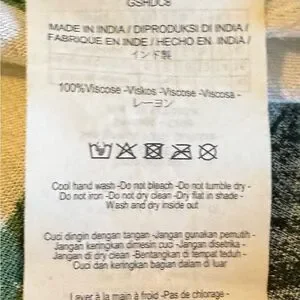 GSHDC8
MADE IN INDIA / DIPRODUKSI DI INDIA /
FABRIQUE EN INDE / HECHO EN. INDIA /
インド製
100%Viscose -Viskos -Viscose -Viscosa -
レーヨン
Cool hand wash -Do not bleach -Do not tumble dry -
Do not iron -Do not dry clean -Dry flat in shade -
Wash and dry inside out
Cuci dingin dengan tangan -Jangan gunakan pemutih -
Jangan keringkan dimesin cuci -Jangan disetrika -
Jangan di dry clean -Bentangkan di tempat teduh -
Cuci dan keringkan bagian dalam di luar
Laver à la main à froid -Pas de chlorage -